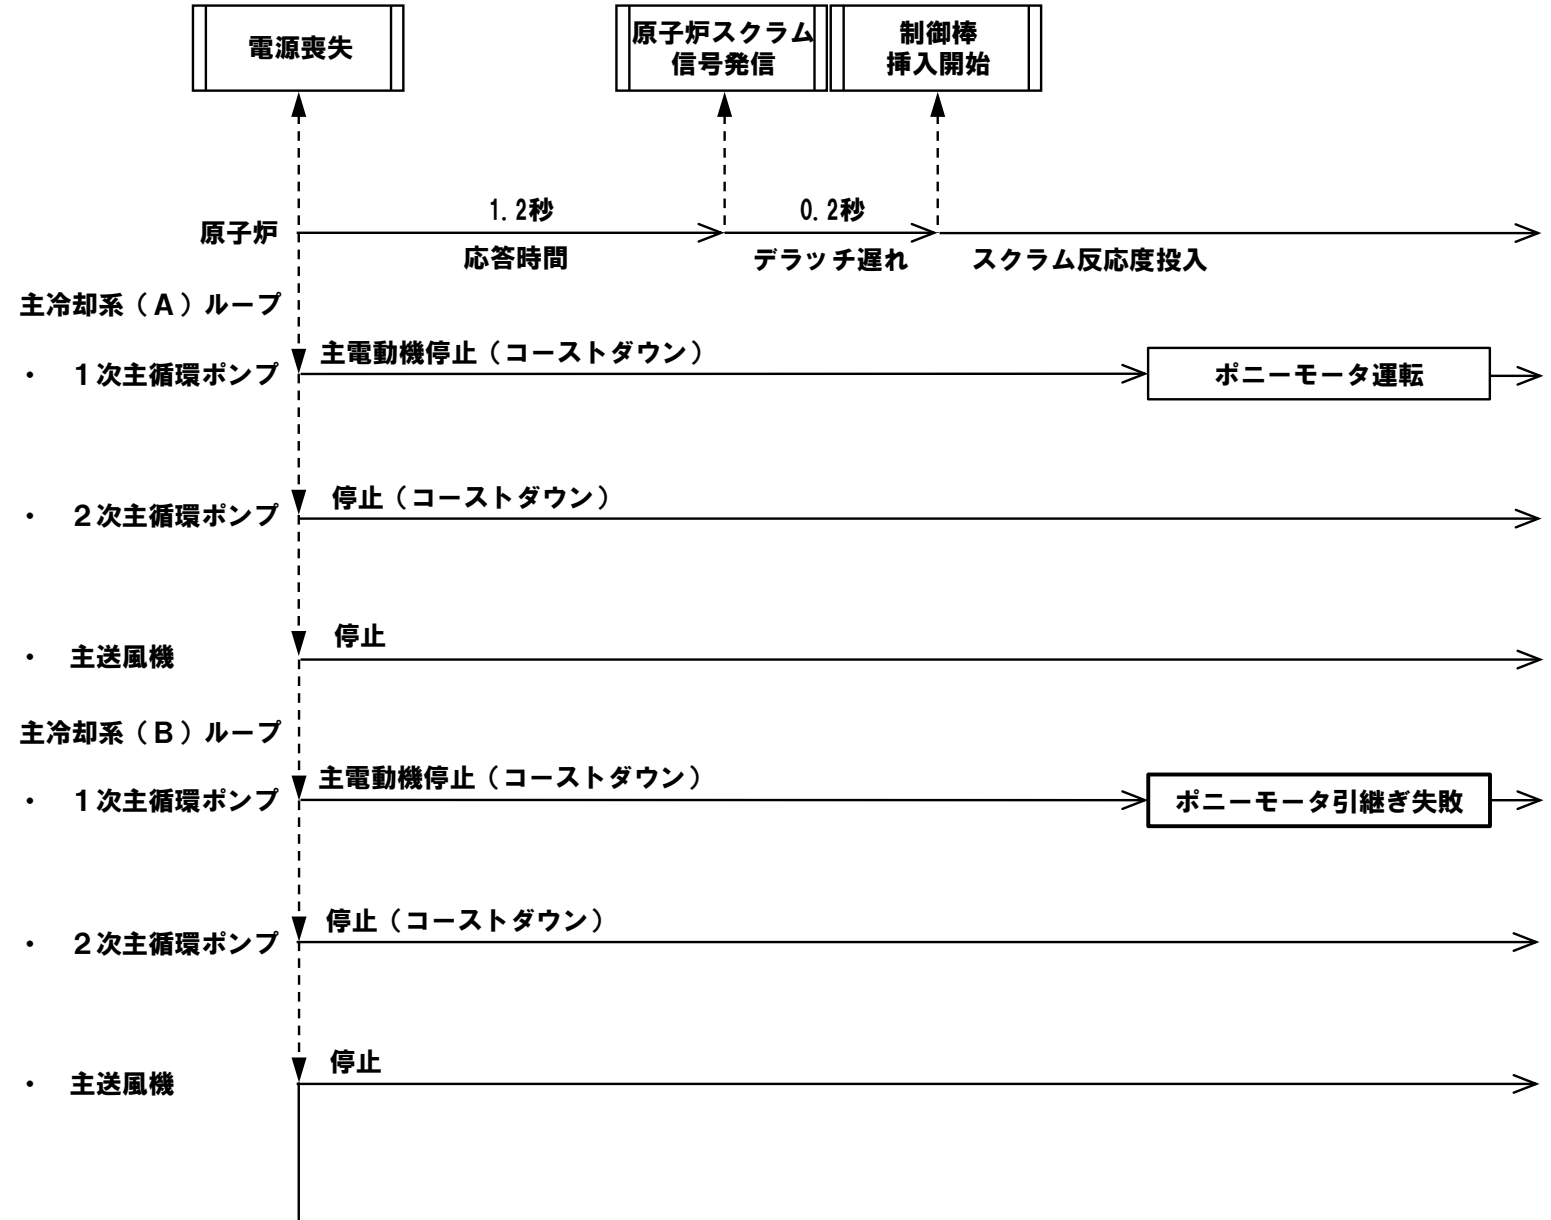 電源喪失
原子炉スクラム
信号発信
制御棒
挿入開始
1.2秒
0.2秒
原子炉
応答時間
デラッチ遅れ
スクラム反応度投入
主冷却系（Ａ）ループ
主電動機停止（コーストダウン）
・ １次主循環ポンプ
ポニーモータ運転
停止（コーストダウン）
・ ２次主循環ポンプ
停止
・ 主送風機
主冷却系（Ｂ）ループ
主電動機停止（コーストダウン）
・ １次主循環ポンプ
ポニーモータ引継ぎ失敗
停止（コーストダウン）
・ ２次主循環ポンプ
停止
・ 主送風機